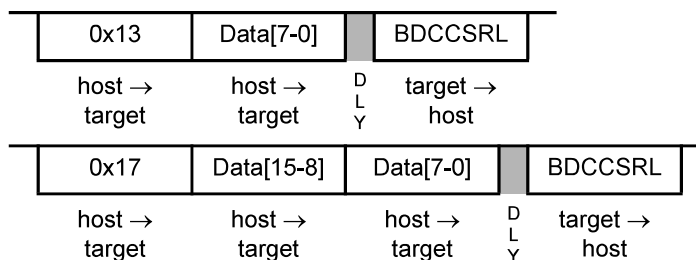 0x13 Data[7-0] BDCCSRL
host → host → D target →
target target L host
Y
0x17 Data[15-8] Data[7-0] BDCCSRL
host → host → host → D target →
target target target L host
Y